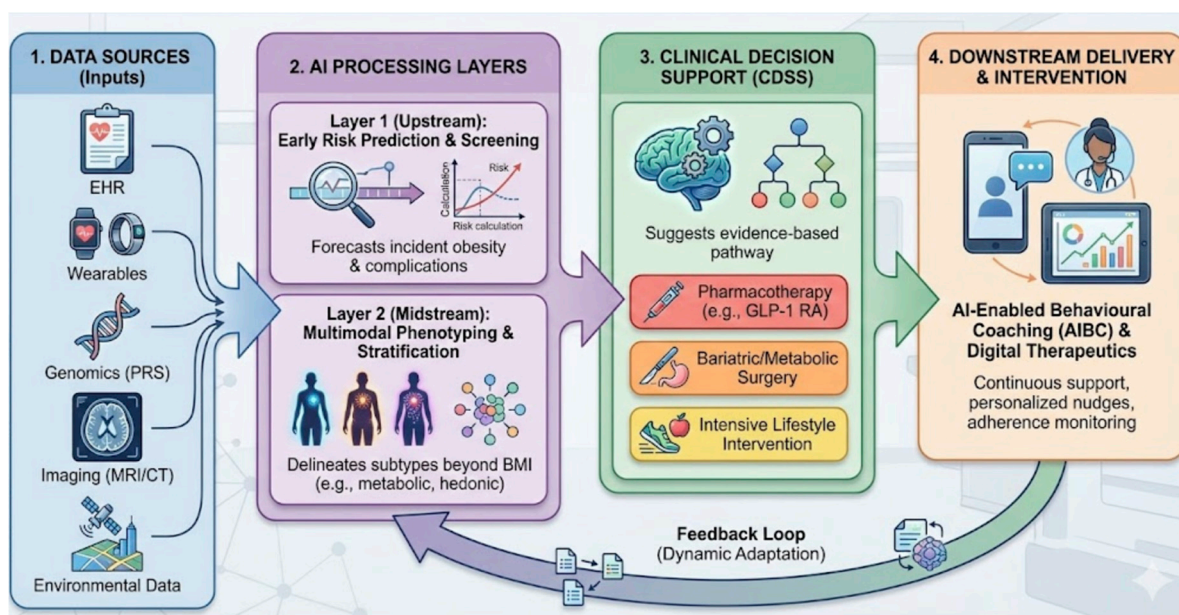 1. DATA SOURCES
(Inputs)
EHR
Wearables
Genomics (PRS)
Imaging (MRI/CT)
Environmental Data
2. AI PROCESSING LAYERS
Layer 1 (Upstream):
Early Risk Prediction & Screening
Calculation
Risk
Risk calculation
Forecasts incident obesity
& complications
Layer 2 (Midstream):
Multimodal Phenotyping &
Stratification
Delineates subtypes beyond BMI
(e.g., metabolic, hedonic)
3. CLINICAL DECISION
SUPPORT (CDSS)
Suggests evidence-based
pathway
Pharmacotherapy
(e.g., GLP-1 RA)
Bariatric/Metabolic
Surgery
Intensive Lifestyle
Intervention
4. DOWNSTREAM DELIVERY
& INTERVENTION
AI-Enabled Behavioural
Coaching (AIBC) &
Digital Therapeutics
Continuous support,
personalized nudges,
adherence monitoring
Feedback Loop
(Dynamic Adaptation)